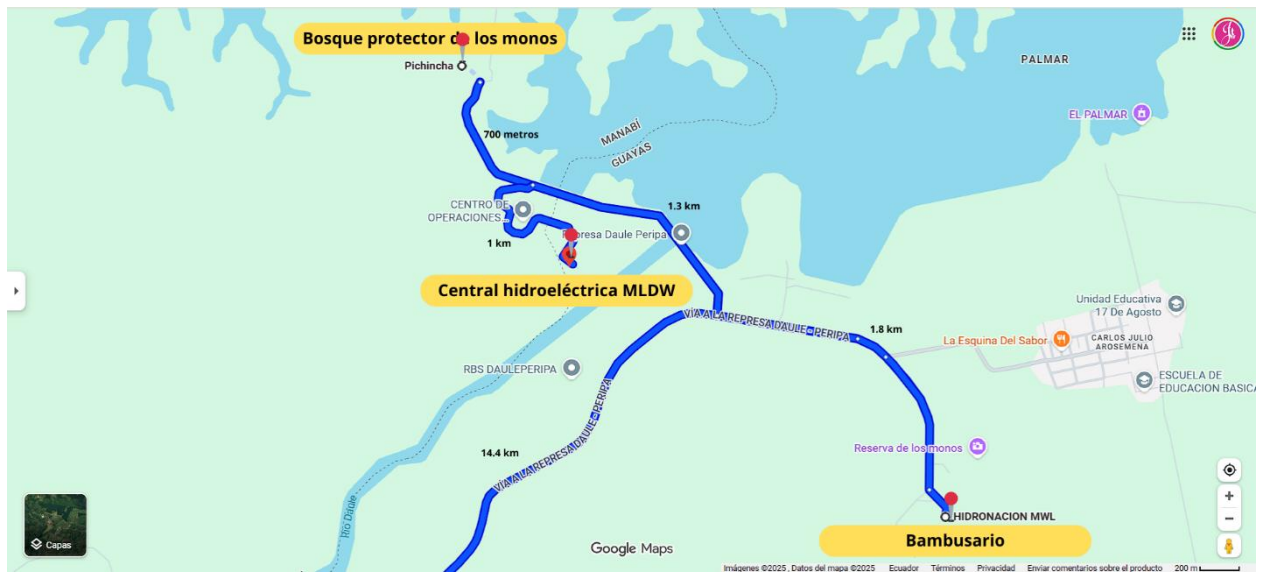 Bosque protector de los monos
Pichincha
PALMAR
EL PALMAR
700 metros
MANABÍ
GUAYAS
CENTRO DE
OPERACIONES...
1.3 km
Represa Daule Peripa
1 km
Central hidroeléctrica MLDW
Unidad Educativa
17 De Agosto
VÍA A LA REPRESA DAULE - PERIPA
1.8 km
La Esquina Del Sabor
CARLOS JULIO
AROSEMENA
RBS DAULEPERIPA
ESCUELA DE
EDUCACION BASICA
VÍA A LA REPRESA DAULE - PERIPA
Reserva de los monos
14.4 km
Río Daule
HIDRONACION MWL
Bambusario
Capas
Google Maps
Imágenes ©2025 , Datos del mapa ©2025 Ecuador Términos Privacidad Enviar comentarios sobre el producto 200 m